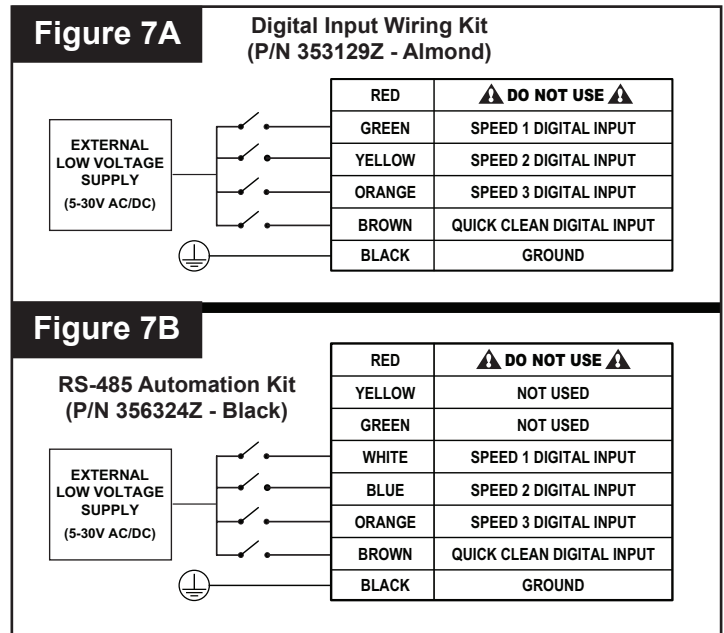 Figure 7A
Digital Input Wiring Kit
(P/N 353129Z - Almond)
EXTERNAL
LOW VOLTAGE
SUPPLY
(5-30V AC/DC)
RED DO NOT USE
GREEN SPEED 1 DIGITAL INPUT
YELLOW SPEED 2 DIGITAL INPUT
ORANGE SPEED 3 DIGITAL INPUT
BROWN QUICK CLEAN DIGITAL INPUT
BLACK GROUND
Figure 7B
RS-485 Automation Kit
(P/N 356324Z - Black)
EXTERNAL
LOW VOLTAGE
SUPPLY
(5-30V AC/DC)
RED DO NOT USE
YELLOW NOT USED
GREEN NOT USED
WHITE SPEED 1 DIGITAL INPUT
BLUE SPEED 2 DIGITAL INPUT
ORANGE SPEED 3 DIGITAL INPUT
BROWN QUICK CLEAN DIGITAL INPUT
BLACK GROUND